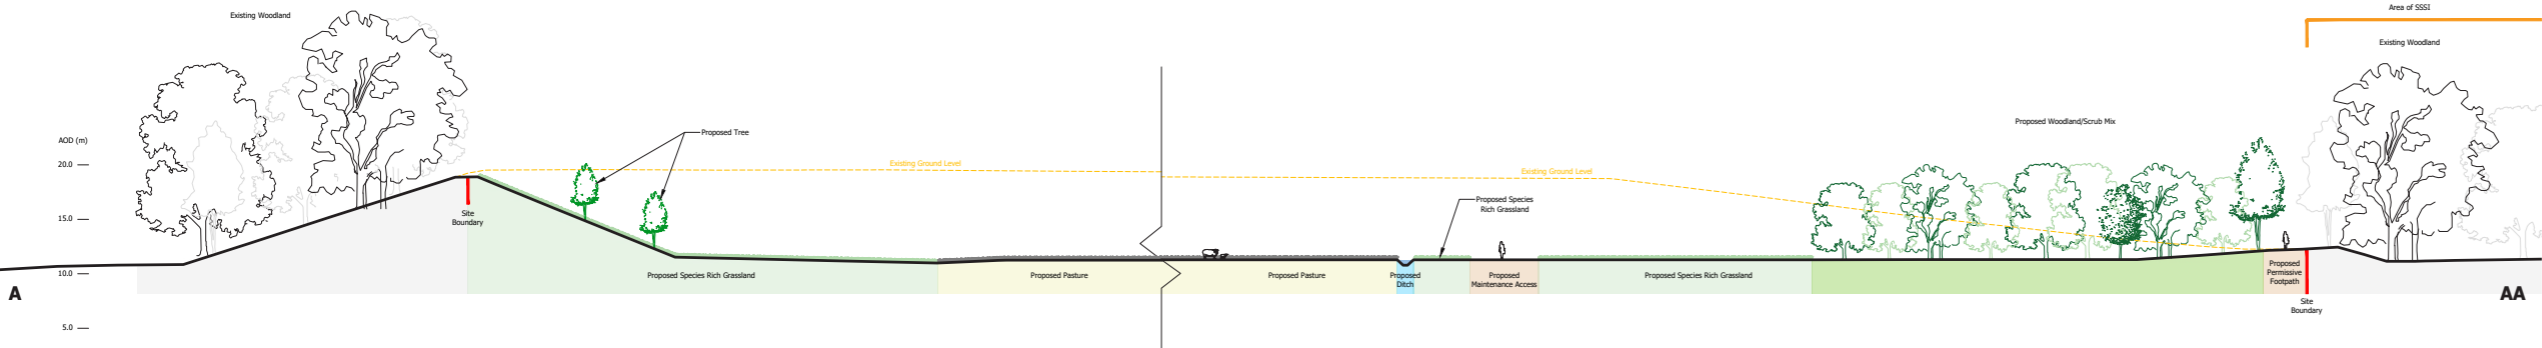 Area of SSSI
Existing Woodland
Existing Woodland
Proposed Woodland/Scrub Mix
Proposed Tree
AOD (m)
20.0
Existing Ground Level
Existing Ground Level
Proposed Species
Rich Grassland
15.0
Site
Boundary
10.0
Proposed Species Rich Grassland
Proposed Pasture
Proposed Pasture
Proposed
Ditch
Proposed
Maintenance Access
Proposed Species Rich Grassland
Proposed
Permissive
Footpath
A
AA
Site
Boundary
5.0